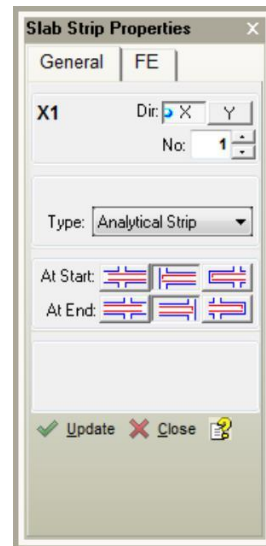 Slab Strip Properties X
General FE
X1 Dir: X Y
No: 1
Type: Analytical Strip
At Start:
At End:
Update Close